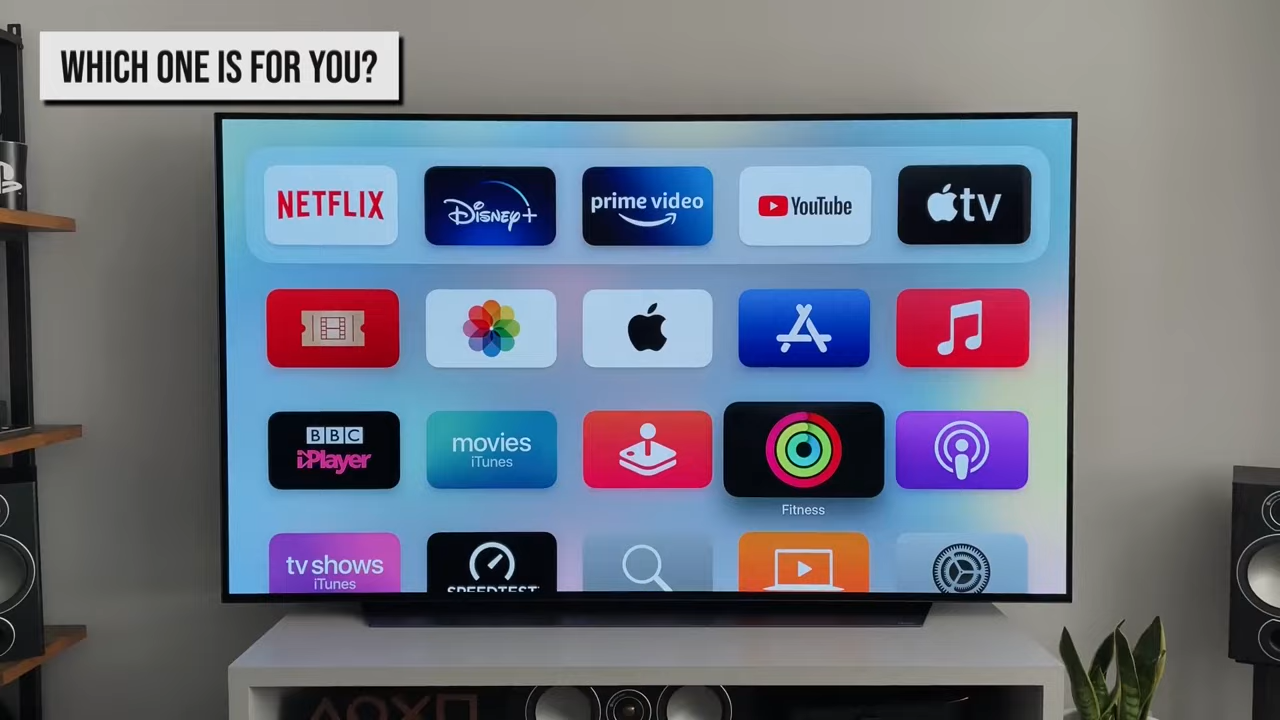 WHICH ONE IS FOR YOU?
NETFLIX
Disney+
prime video
YouTube
tv
BBC
iPlayer
movies
iTunes
Fitness
tv shows
iTunes
SPEEDTEST